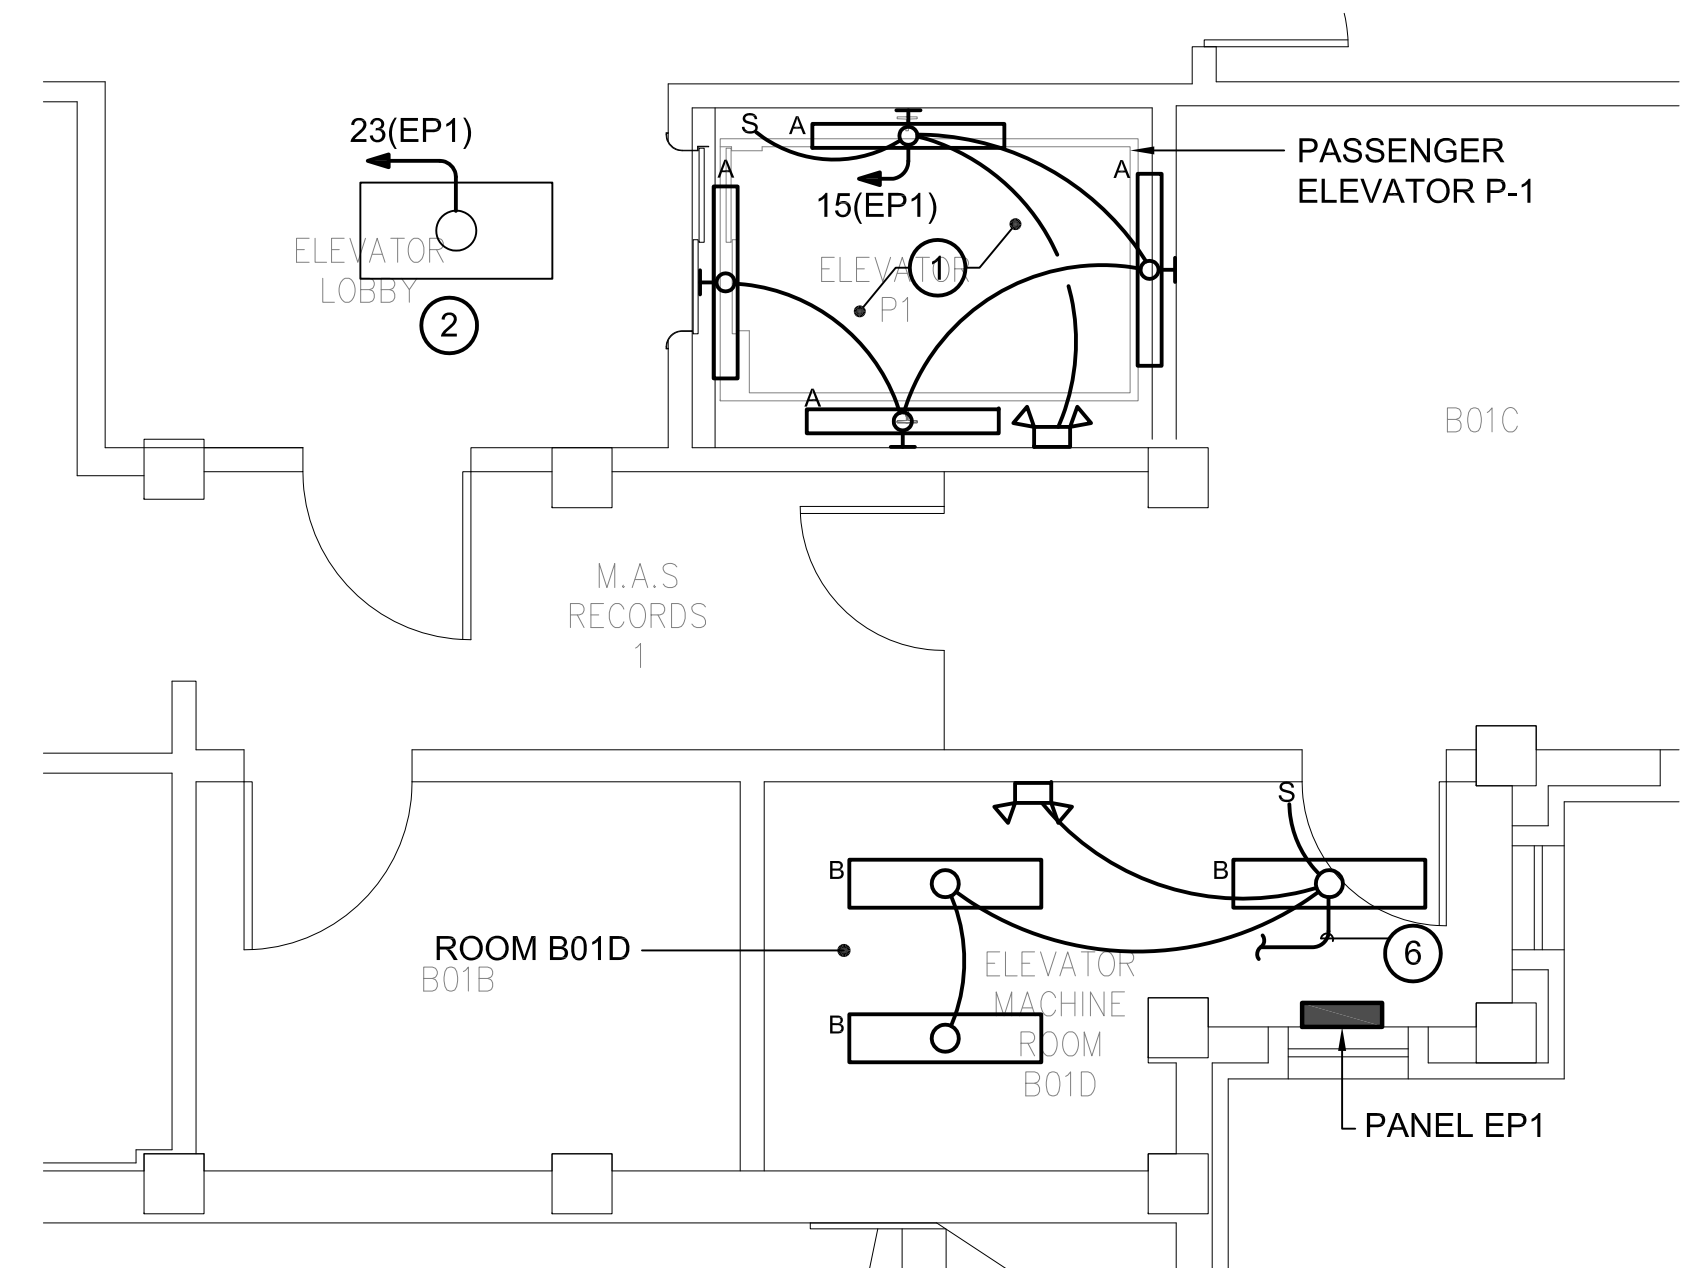 23(EP1)
S
A
PASSENGER
ELEVATOR P-1
A
A
15(EP1)
ELEVATOR
LOBBY
1
ELEVATOR
P1
2
A
B01C
M.A.S
RECORDS
1
S
B
B
ROOM B01D
B01B
6
ELEVATOR
MACHINE
ROOM
B01D
B
PANEL EP1